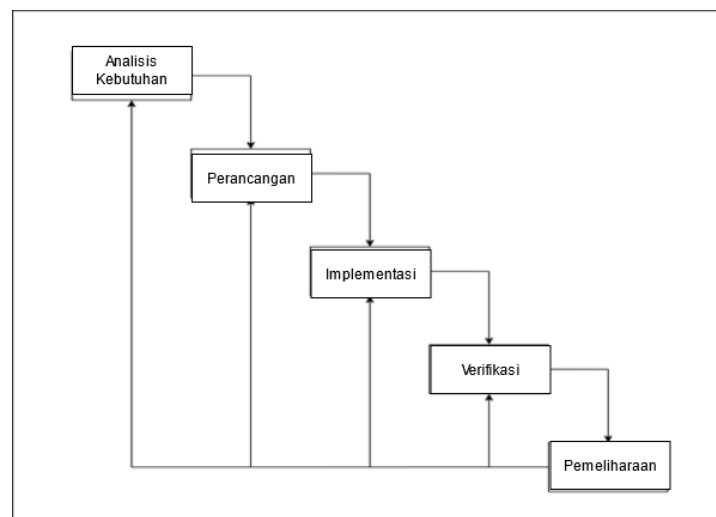 Analisis
Kebutuhan
Perancangan
Implementasi
Verifikasi
Pemeliharaan